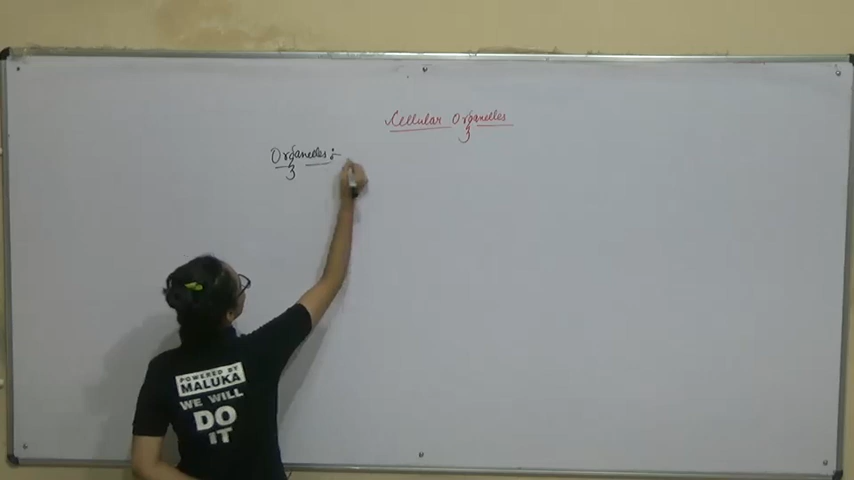 Cellular Organelles
Organelles :-
POWERED BY
MALUKA
WE WILL
DO
IT